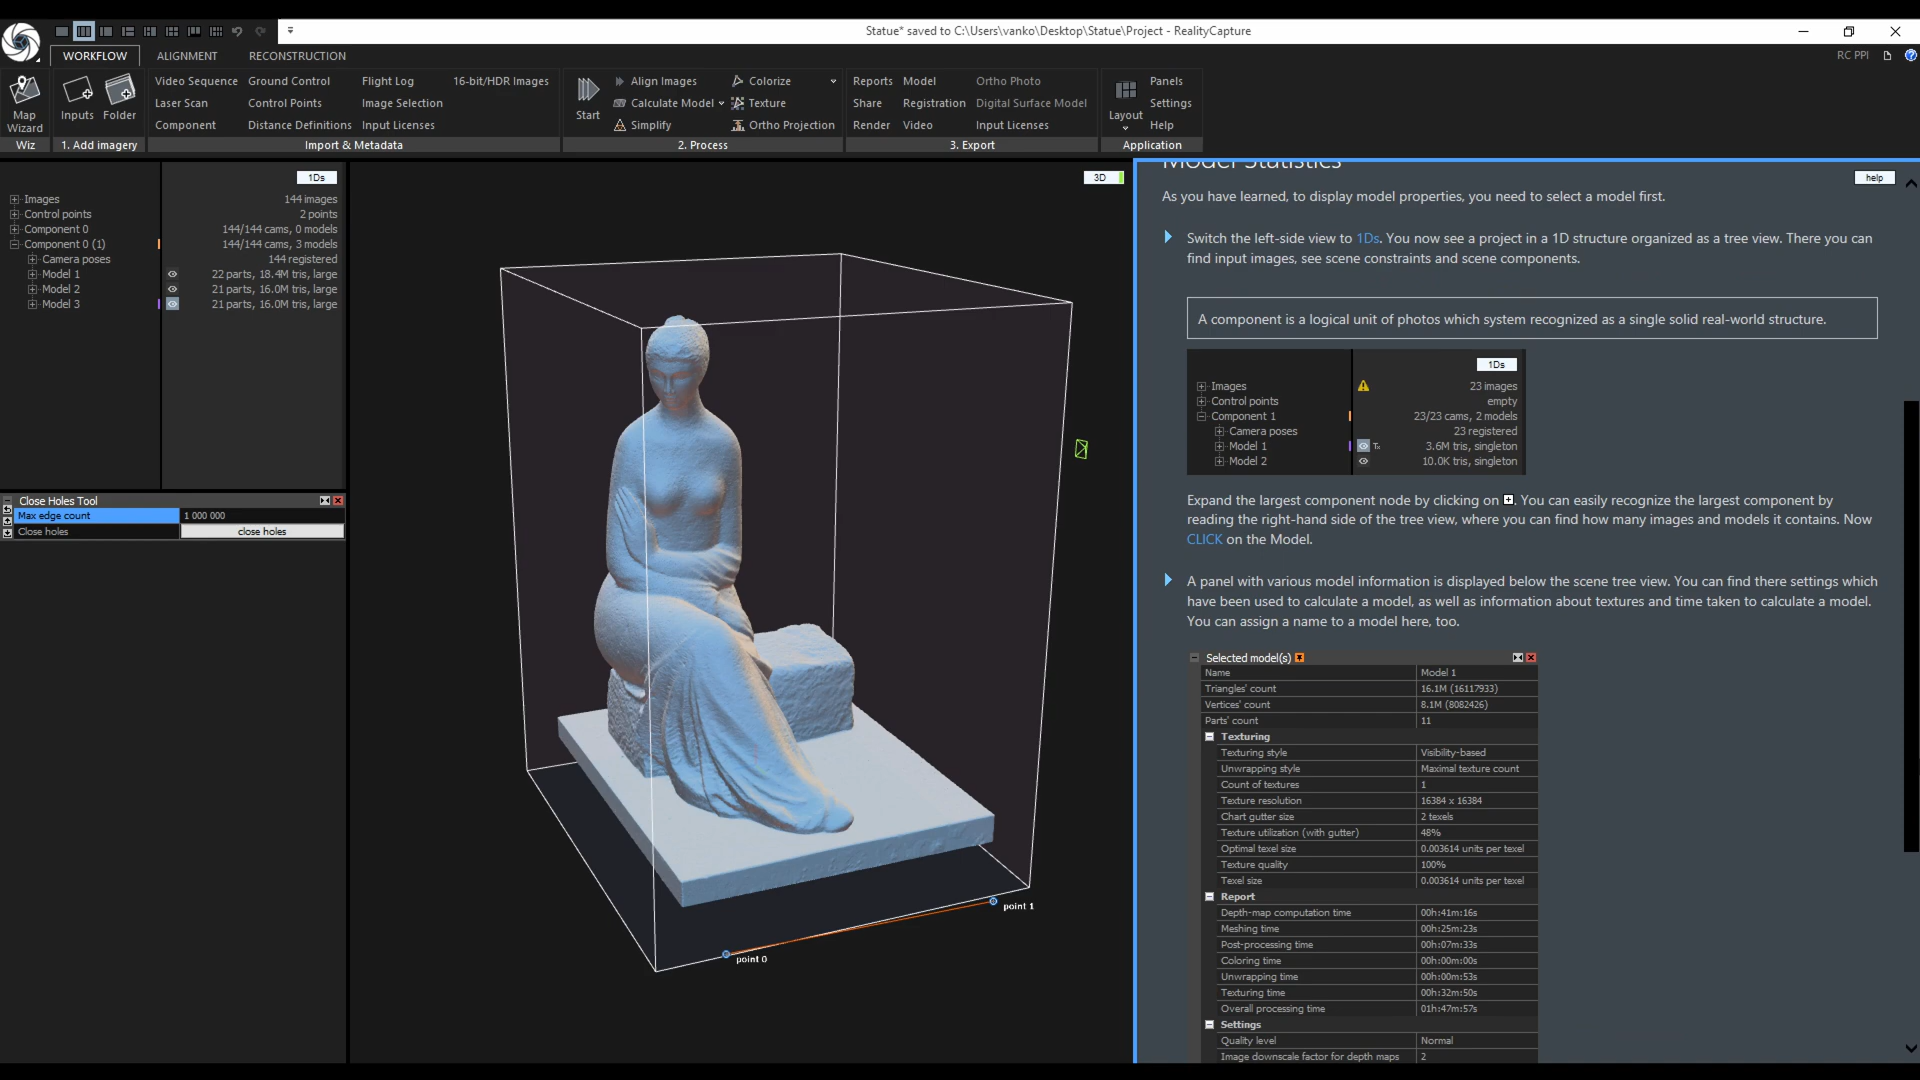 Statue* saved to C:\Users\vanko\Desktop\Statue\Project - RealityCapture
WORKFLOW
ALIGNMENT
RECONSTRUCTION
RC PPI
Map Wizard
Inputs
Folder
Video Sequence
Laser Scan
Component
Ground Control
Control Points
Distance Definitions
Flight Log
Image Selection
Input Licenses
16-bit/HDR Images
Start
Align Images
Calculate Model
Simplify
Colorize
Texture
Ortho Projection
Reports
Share
Render
Model
Registration
Video
Ortho Photo
Digital Surface Model
Input Licenses
Layout
Panels
Settings
Help
Wiz
1. Add imagery
Import & Metadata
2. Process
3. Export
Application
1Ds
Images 144 images
Control points 2 points
Component 0 144/144 cams, 0 models
Component 0 (1) 144/144 cams, 3 models
Camera poses 144 registered
Model 1 22 parts, 18.4M tris, large
Model 2 21 parts, 16.0M tris, large
Model 3 21 parts, 16.0M tris, large
Close Holes Tool
Max edge count 1 000 000
Close holes close holes
3D
point 0
point 1
Model Statistics
help
As you have learned, to display model properties, you need to select a model first.
Switch the left-side view to 1Ds. You now see a project in a 1D structure organized as a tree view. There you can
find input images, see scene constraints and scene components.
A component is a logical unit of photos which system recognized as a single solid real-world structure.
1Ds
Images 23 images
Control points empty
Component 1 23/23 cams, 2 models
Camera poses 23 registered
Model 1 Tx 3.6M tris, singleton
Model 2 10.0K tris, singleton
Expand the largest component node by clicking on . You can easily recognize the largest component by
reading the right-hand side of the tree view, where you can find how many images and models it contains. Now
CLICK on the Model.
A panel with various model information is displayed below the scene tree view. You can find there settings which
have been used to calculate a model, as well as information about textures and time taken to calculate a model.
You can assign a name to a model here, too.
Selected model(s)
Name Model 1
Triangles' count 16.1M (16117933)
Vertices' count 8.1M (8082426)
Parts' count 11
Texturing
Texturing style Visibility-based
Unwrapping style Maximal texture count
Count of textures 1
Texture resolution 16384 x 16384
Chart gutter size 2 texels
Texture utilization (with gutter) 48%
Optimal texel size 0.003614 units per texel
Texture quality 100%
Texel size 0.003614 units per texel
Report
Depth-map computation time 00h:41m:16s
Meshing time 00h:25m:23s
Post-processing time 00h:07m:33s
Coloring time 00h:00m:00s
Unwrapping time 00h:00m:53s
Texturing time 00h:32m:50s
Overall processing time 01h:47m:57s
Settings
Quality level Normal
Image downscale factor for depth maps 2